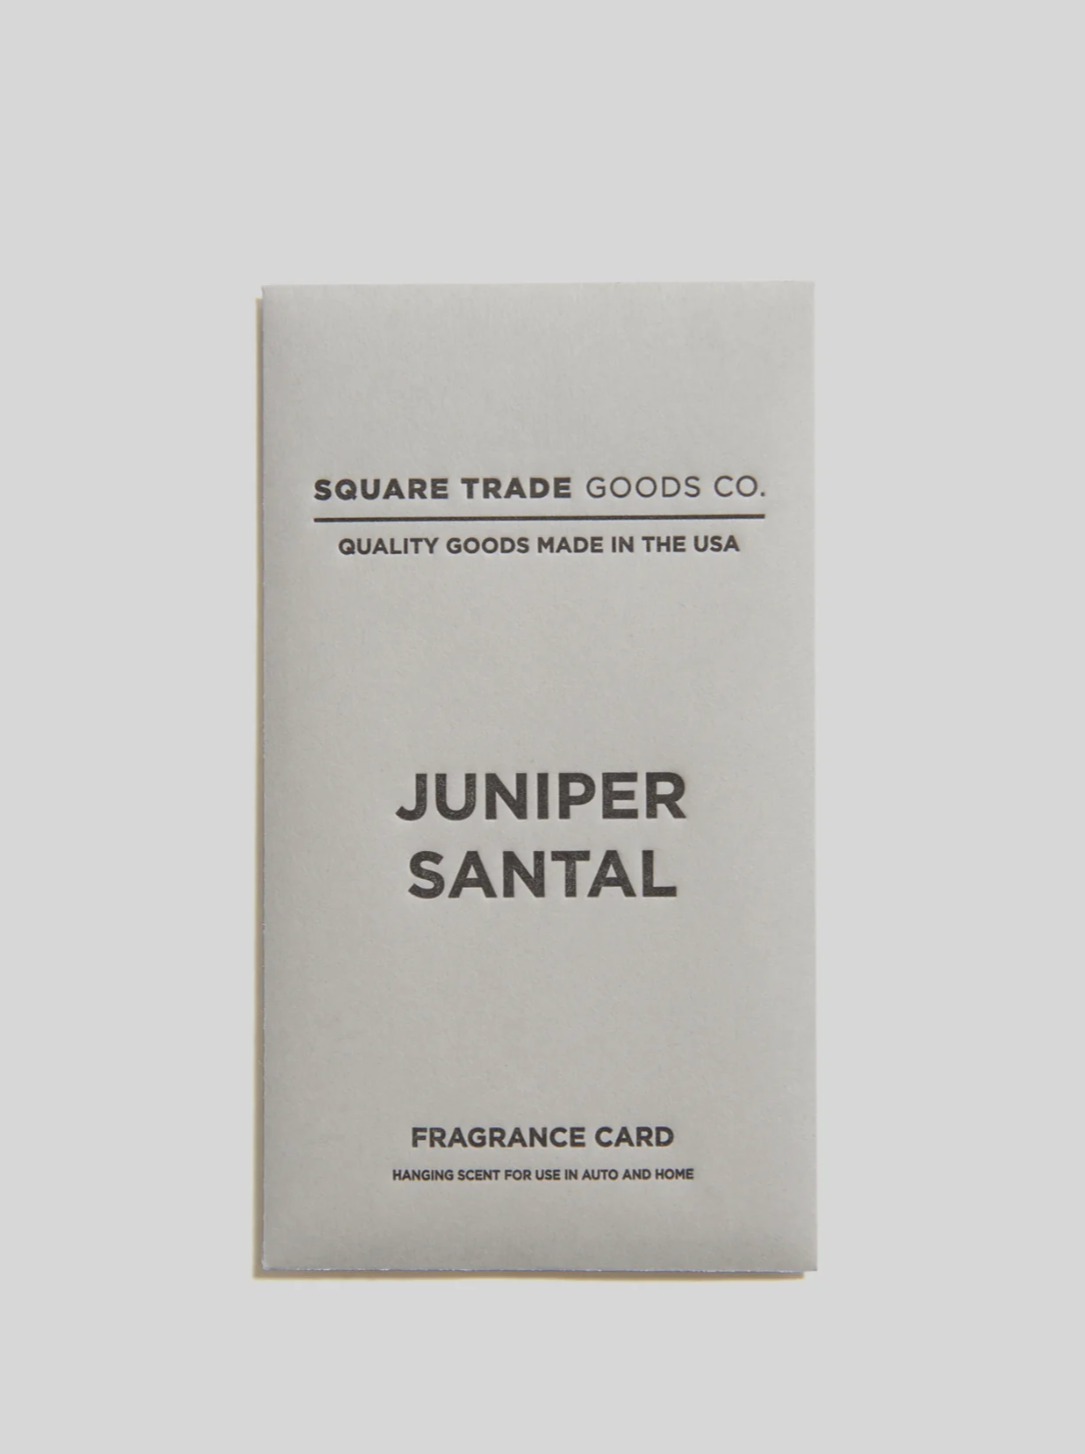 SQUARE TRADE GOODS CO.
QUALITY GOODS MADE IN THE USA
JUNIPER
SANTAL
FRAGRANCE CARD
HANGING SCENT FOR USE IN AUTO AND HOME